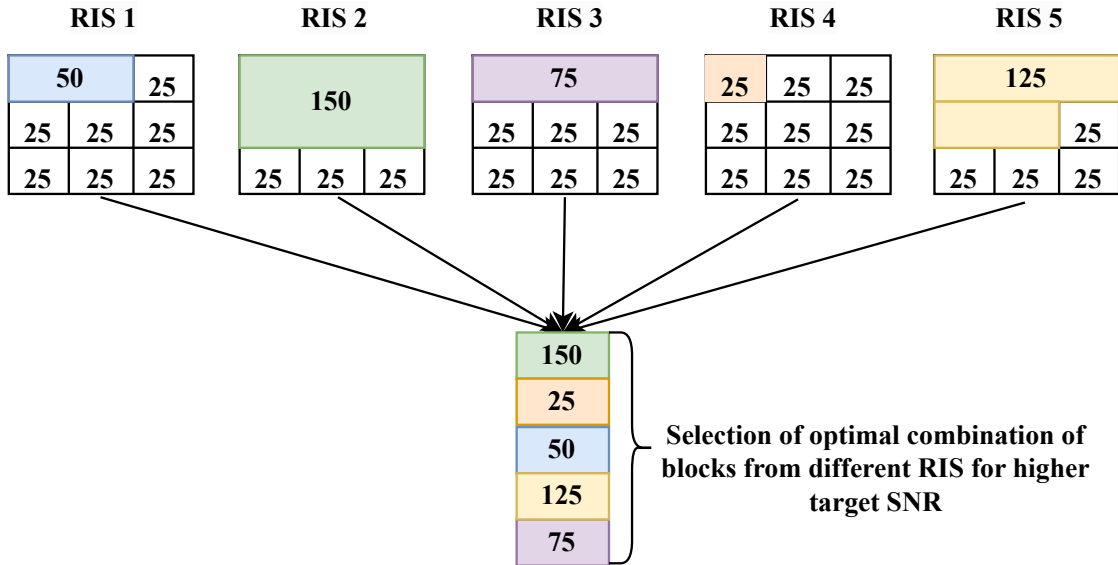 RIS 1 RIS 2 RIS 3 RIS 4 RIS 5
50 25 150 75 25 25 25 125
25 25 25 25 25 25 25 25 25 25
25 25 25 25 25 25 25 25 25 25 25 25 25 25 25
150
25
50
125
75
Selection of optimal combination of
blocks from different RIS for higher
target SNR